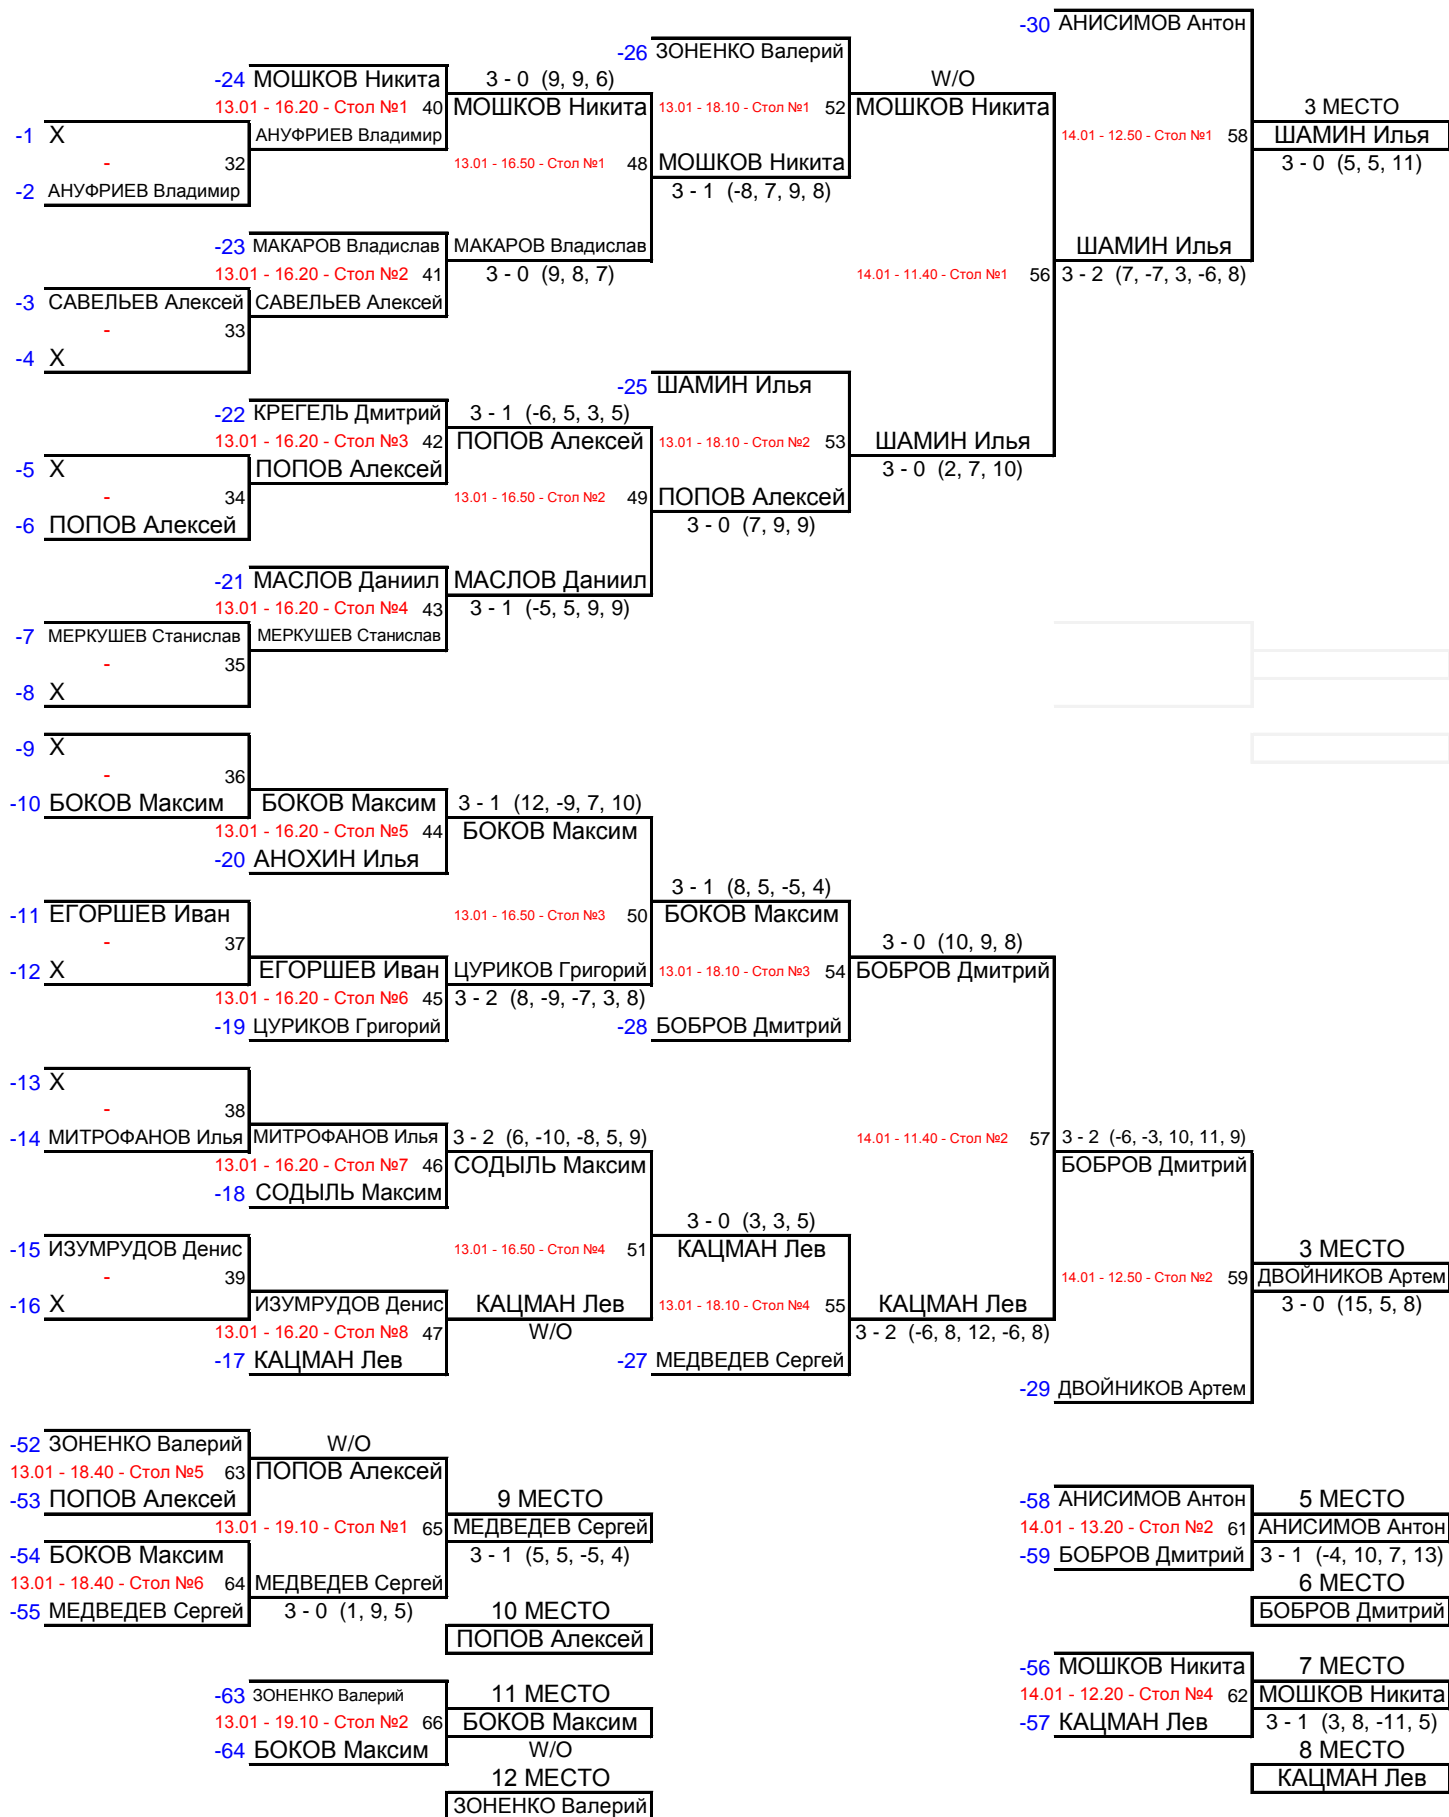 -30 АНИСИМОВ Антон
-26 ЗОНЕНКО Валерий
-24 МОШКОВ Никита 3 - 0 (9, 9, 6) W/O
13.01 - 16.20 - Стол №1 40 МОШКОВ Никита 13.01 - 18.10 - Стол №1 52 МОШКОВ Никита 3 МЕСТО
-1 X АНУФРИЕВ Владимир 14.01 - 12.50 - Стол №1 58 ШАМИН Илья
- 32 13.01 - 16.50 - Стол №1 48 МОШКОВ Никита 3 - 0 (5, 5, 11)
-2 АНУФРИЕВ Владимир 3 - 1 (-8, 7, 9, 8)
-23 МАКАРОВ Владислав МАКАРОВ Владислав ШАМИН Илья
13.01 - 16.20 - Стол №2 41 3 - 0 (9, 8, 7) 14.01 - 11.40 - Стол №1 56 3 - 2 (7, -7, 3, -6, 8)
-3 САВЕЛЬЕВ Алексей САВЕЛЬЕВ Алексей
- 33
-4 X
-25 ШАМИН Илья
-22 КРЕГЕЛЬ Дмитрий 3 - 1 (-6, 5, 3, 5)
13.01 - 16.20 - Стол №3 42 ПОПОВ Алексей 13.01 - 18.10 - Стол №2 53 ШАМИН Илья
-5 X ПОПОВ Алексей 3 - 0 (2, 7, 10)
- 34 13.01 - 16.50 - Стол №2 49 ПОПОВ Алексей
-6 ПОПОВ Алексей 3 - 0 (7, 9, 9)
-21 МАСЛОВ Даниил МАСЛОВ Даниил
13.01 - 16.20 - Стол №4 43 3 - 1 (-5, 5, 9, 9)
-7 МЕРКУШЕВ Станислав МЕРКУШЕВ Станислав
- 35
-8 X
-9 X
- 36
-10 БОКОВ Максим БОКОВ Максим 3 - 1 (12, -9, 7, 10)
13.01 - 16.20 - Стол №5 44 БОКОВ Максим
-20 АНОХИН Илья
3 - 1 (8, 5, -5, 4)
-11 ЕГОРШЕВ Иван 13.01 - 16.50 - Стол №3 50 БОКОВ Максим
- 37 3 - 0 (10, 9, 8)
-12 X ЕГОРШЕВ Иван ЦУРИКОВ Григорий 13.01 - 18.10 - Стол №3 54 БОБРОВ Дмитрий
13.01 - 16.20 - Стол №6 45 3 - 2 (8, -9, -7, 3, 8)
-19 ЦУРИКОВ Григорий -28 БОБРОВ Дмитрий
-13 X
- 38
-14 МИТРОФАНОВ Илья МИТРОФАНОВ Илья 3 - 2 (6, -10, -8, 5, 9) 14.01 - 11.40 - Стол №2 57 3 - 2 (-6, -3, 10, 11, 9)
13.01 - 16.20 - Стол №7 46 СОДЫЛЬ Максим БОБРОВ Дмитрий
-18 СОДЫЛЬ Максим
3 - 0 (3, 3, 5)
-15 ИЗУМРУДОВ Денис 13.01 - 16.50 - Стол №4 51 КАЦМАН Лев 3 МЕСТО
- 39 14.01 - 12.50 - Стол №2 59 ДВОЙНИКОВ Артем
-16 X ИЗУМРУДОВ Денис КАЦМАН Лев 13.01 - 18.10 - Стол №4 55 КАЦМАН Лев 3 - 0 (15, 5, 8)
13.01 - 16.20 - Стол №8 47 W/O 3 - 2 (-6, 8, 12, -6, 8)
-17 КАЦМАН Лев -27 МЕДВЕДЕВ Сергей
-29 ДВОЙНИКОВ Артем
-52 ЗОНЕНКО Валерий W/O
13.01 - 18.40 - Стол №5 63 ПОПОВ Алексей
-53 ПОПОВ Алексей 9 МЕСТО -58 АНИСИМОВ Антон 5 МЕСТО
13.01 - 19.10 - Стол №1 65 МЕДВЕДЕВ Сергей 14.01 - 13.20 - Стол №2 61 АНИСИМОВ Антон
-54 БОКОВ Максим 3 - 1 (5, 5, -5, 4) -59 БОБРОВ Дмитрий 3 - 1 (-4, 10, 7, 13)
13.01 - 18.40 - Стол №6 64 МЕДВЕДЕВ Сергей 6 МЕСТО
-55 МЕДВЕДЕВ Сергей 3 - 0 (1, 9, 5) 10 МЕСТО БОБРОВ Дмитрий
ПОПОВ Алексей
-56 МОШКОВ Никита 7 МЕСТО
-63 ЗОНЕНКО Валерий 11 МЕСТО 14.01 - 12.20 - Стол №4 62 МОШКОВ Никита
13.01 - 19.10 - Стол №2 66 БОКОВ Максим -57 КАЦМАН Лев 3 - 1 (3, 8, -11, 5)
-64 БОКОВ Максим W/O 8 МЕСТО
12 МЕСТО КАЦМАН Лев
ЗОНЕНКО Валерий